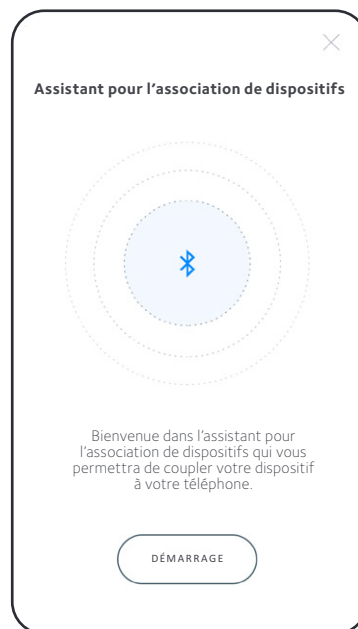 Assistant pour l’association de dispositifs
Bienvenue dans l’assistant pour
l’association de dispositifs qui vous
permettra de coupler votre dispositif
à votre téléphone.
DÉMARRAGE